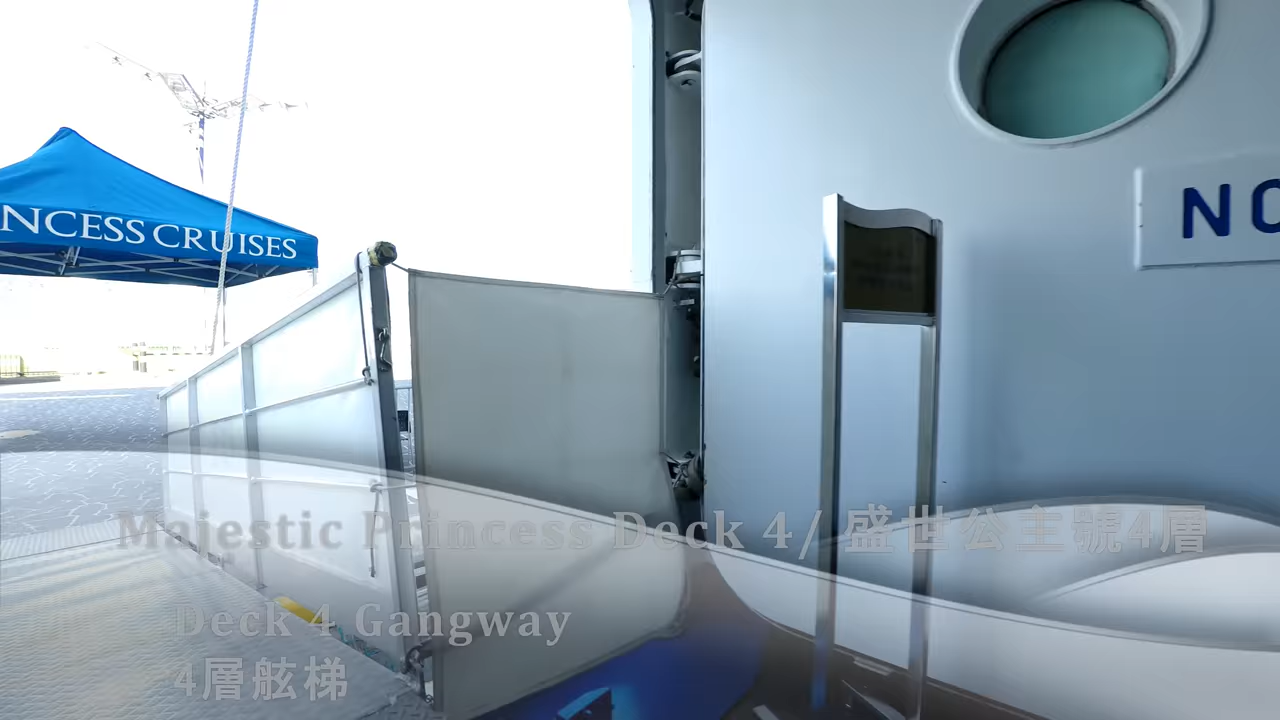 NCESS CRUISES
NO
Majestic Princess Deck 4/ 盛世公主號4層
Deck 4 Gangway
4層舷梯